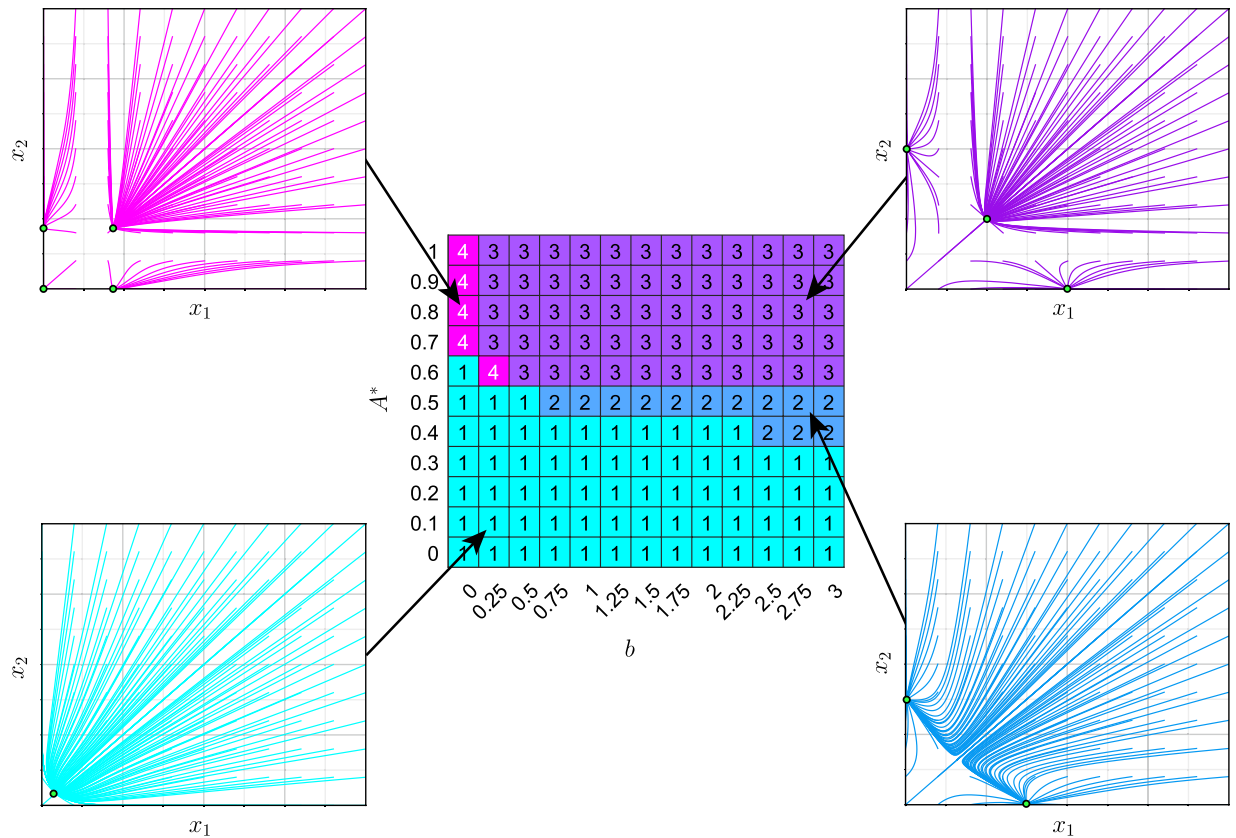 x₂
x₁
x₂
x₁
A*
1 4 3 3 3 3 3 3 3 3 3 3 3 3
0.9 4 3 3 3 3 3 3 3 3 3 3 3 3
0.8 4 3 3 3 3 3 3 3 3 3 3 3 3
0.7 4 3 3 3 3 3 3 3 3 3 3 3 3
0.6 1 4 3 3 3 3 3 3 3 3 3 3 3
0.5 1 1 1 2 2 2 2 2 2 2 2 2 2
0.4 1 1 1 1 1 1 1 1 1 1 2 2 2
0.3 1 1 1 1 1 1 1 1 1 1 1 1 1
0.2 1 1 1 1 1 1 1 1 1 1 1 1 1
0.1 1 1 1 1 1 1 1 1 1 1 1 1 1
0 1 1 1 1 1 1 1 1 1 1 1 1 1
0 0.25 0.5 0.75 1 1.25 1.5 1.75 2 2.25 2.5 2.75 3
b
x₂
x₁
x₂
x₁